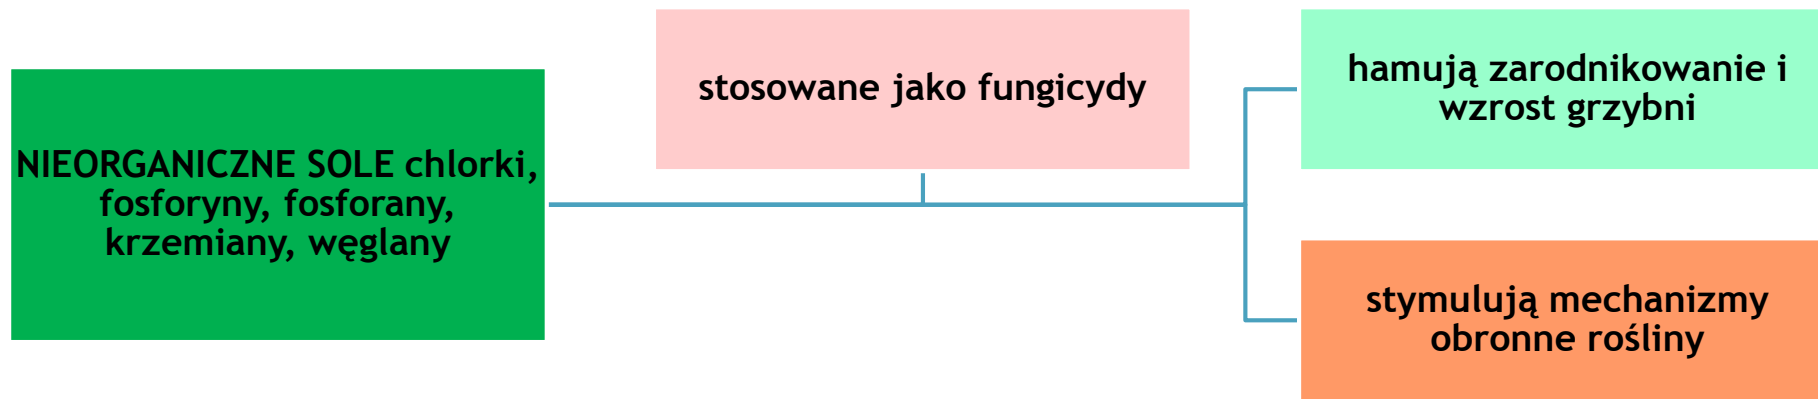 NIEORGANICZNE SOLE chlorki,
fosforyny, fosforany,
krzemiany, węglany
stosowane jako fungicydy
hamują zarodnikowanie i
wzrost grzybni
stymulują mechanizmy
obronne rośliny